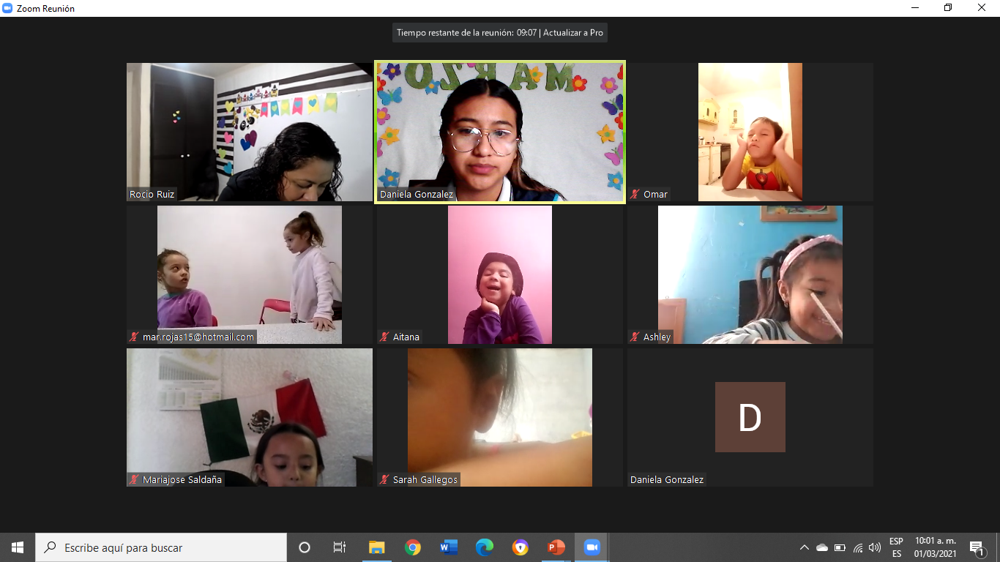 Zoom Reunión
Tiempo restante de la reunión: 09:07 | Actualizar a Pro
MARZO
Rocio Ruiz
Daniela Gonzalez
Omar
mar.rojas15@hotmail.com
Aitana
Ashley
D
Mariajose Saldaña
Sarah Gallegos
Daniela Gonzalez
Escribe aquí para buscar
ESP
ES
10:01 a. m.
01/03/2021
1